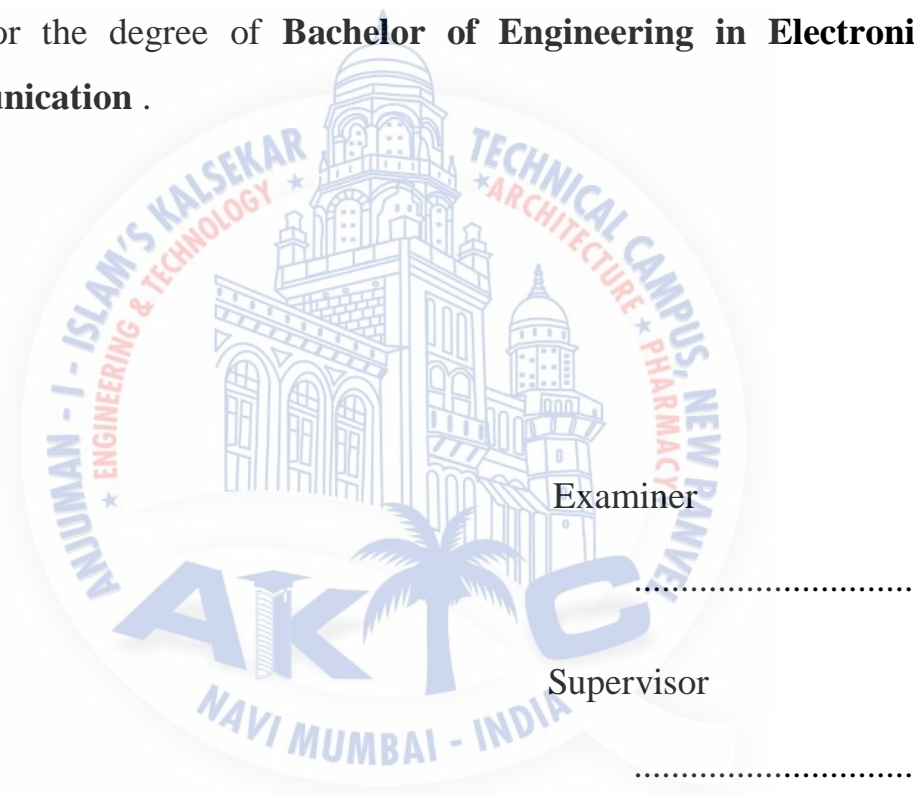 or the degree of Bachelor of Engineering in Electroni
unication .
ANJUMAN - I - ISLAM'S KALSEKAR TECHNICAL CAMPUS, NEW PANVEL
★ ENGINEERING & TECHNOLOGY ★ ★ ARCHITECTURE ★ PHARMACY ★
Examiner
..............................
AKTC
Supervisor
NAVI MUMBAI - INDIA
..............................